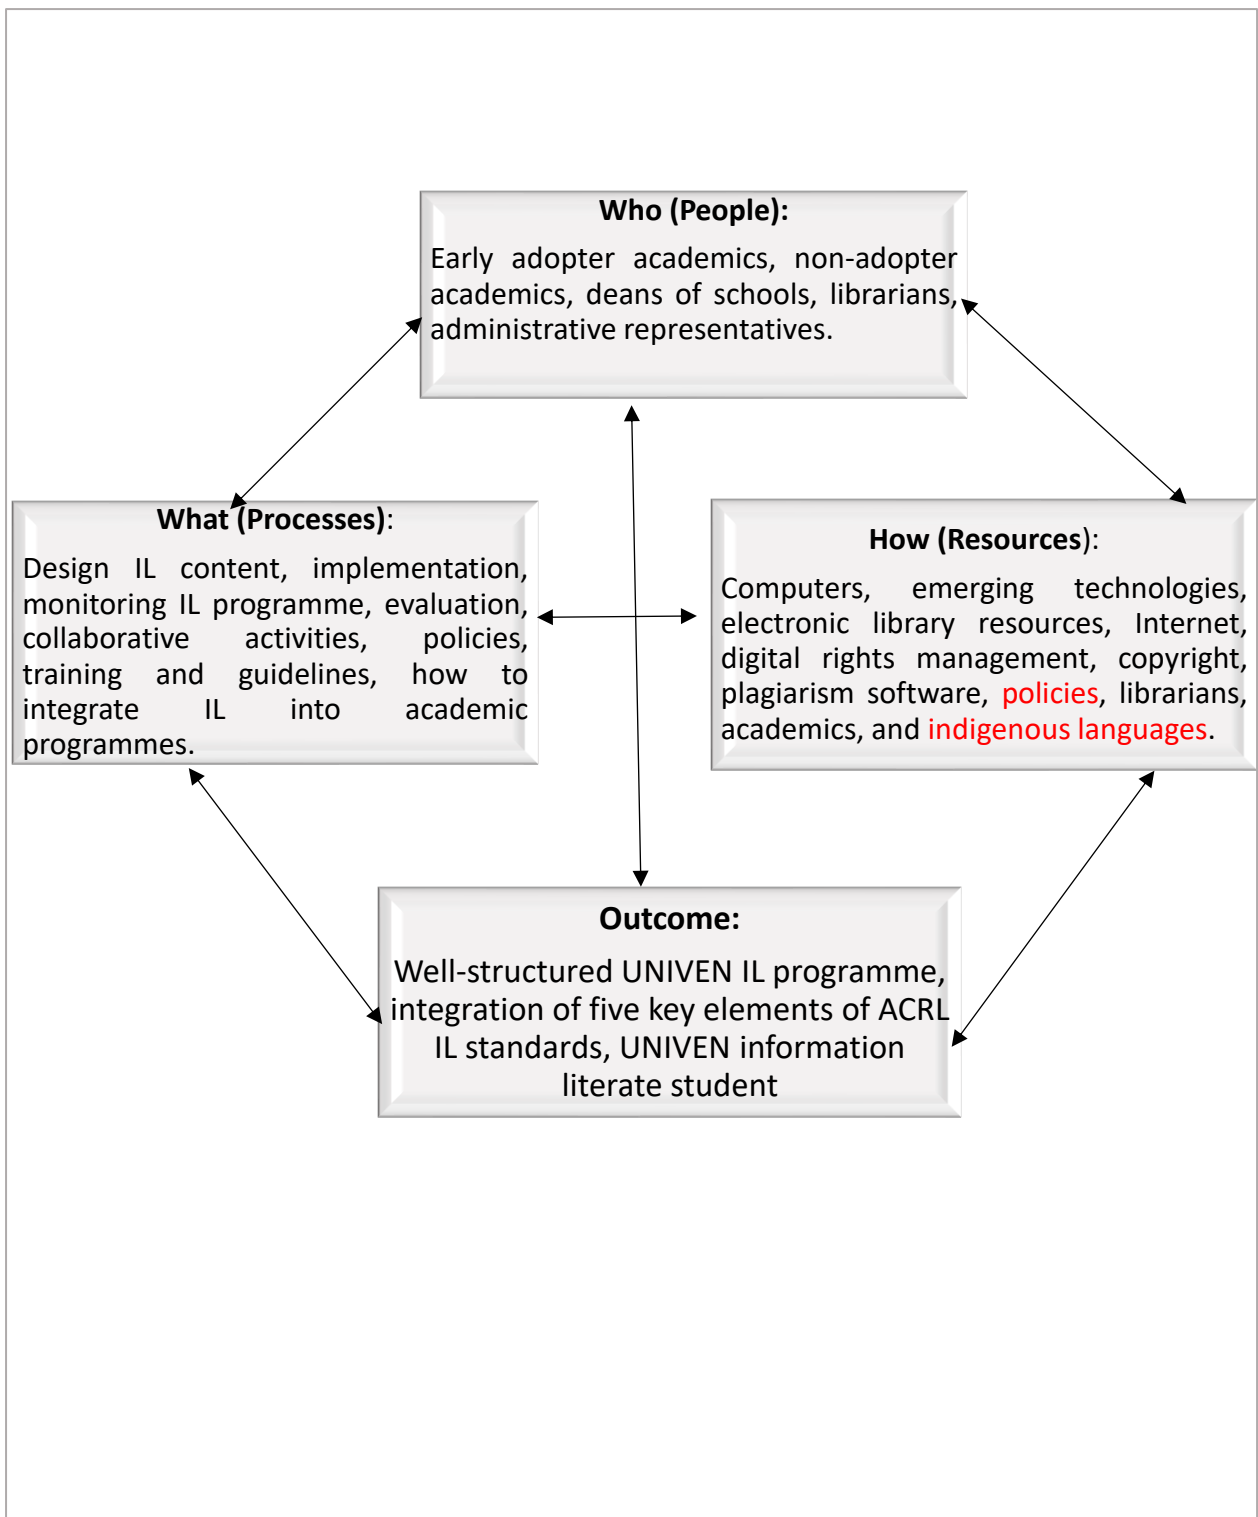 Who (People):
Early adopter academics, non-adopter
academics, deans of schools, librarians,
administrative representatives.
What (Processes):
Design IL content, implementation,
monitoring IL programme, evaluation,
collaborative activities, policies,
training and guidelines, how to
integrate IL into academic
programmes.
How (Resources):
Computers, emerging technologies,
electronic library resources, Internet,
digital rights management, copyright,
plagiarism software, policies, librarians,
academics, and indigenous languages.
Outcome:
Well-structured UNIVEN IL programme,
integration of five key elements of ACRL
IL standards, UNIVEN information
literate student